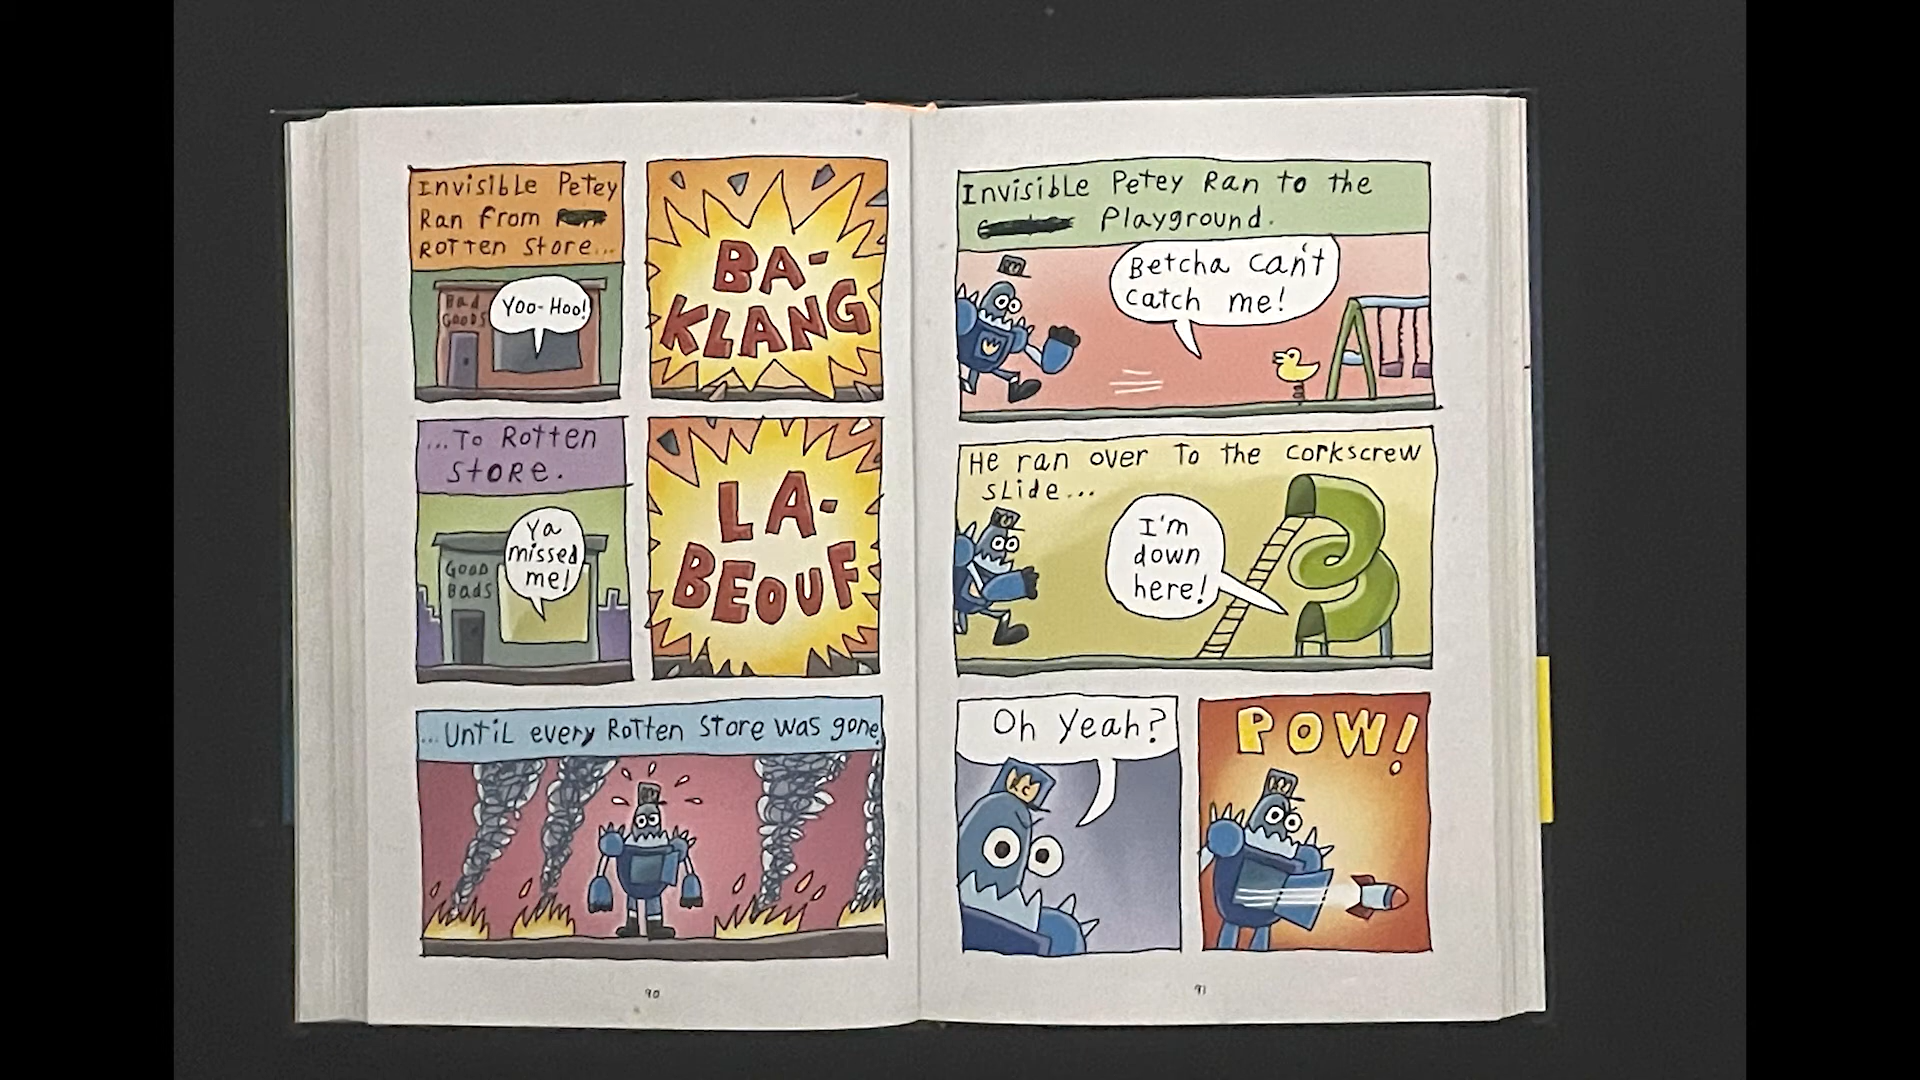 Invisible Petey
Ran from
Rotten Store...
Bad
Goods
Yoo-Hoo!
BA-
KLANG
...To Rotten
Store.
Good
Bads
Ya
missed
me!
LA-
BEOUF
...Until every Rotten Store was gone.
90
Invisible Petey Ran to the
Playground.
Betcha can't
catch me!
He ran over to the corkscrew
slide...
I'm
down
here!
Oh Yeah?
POW!
91